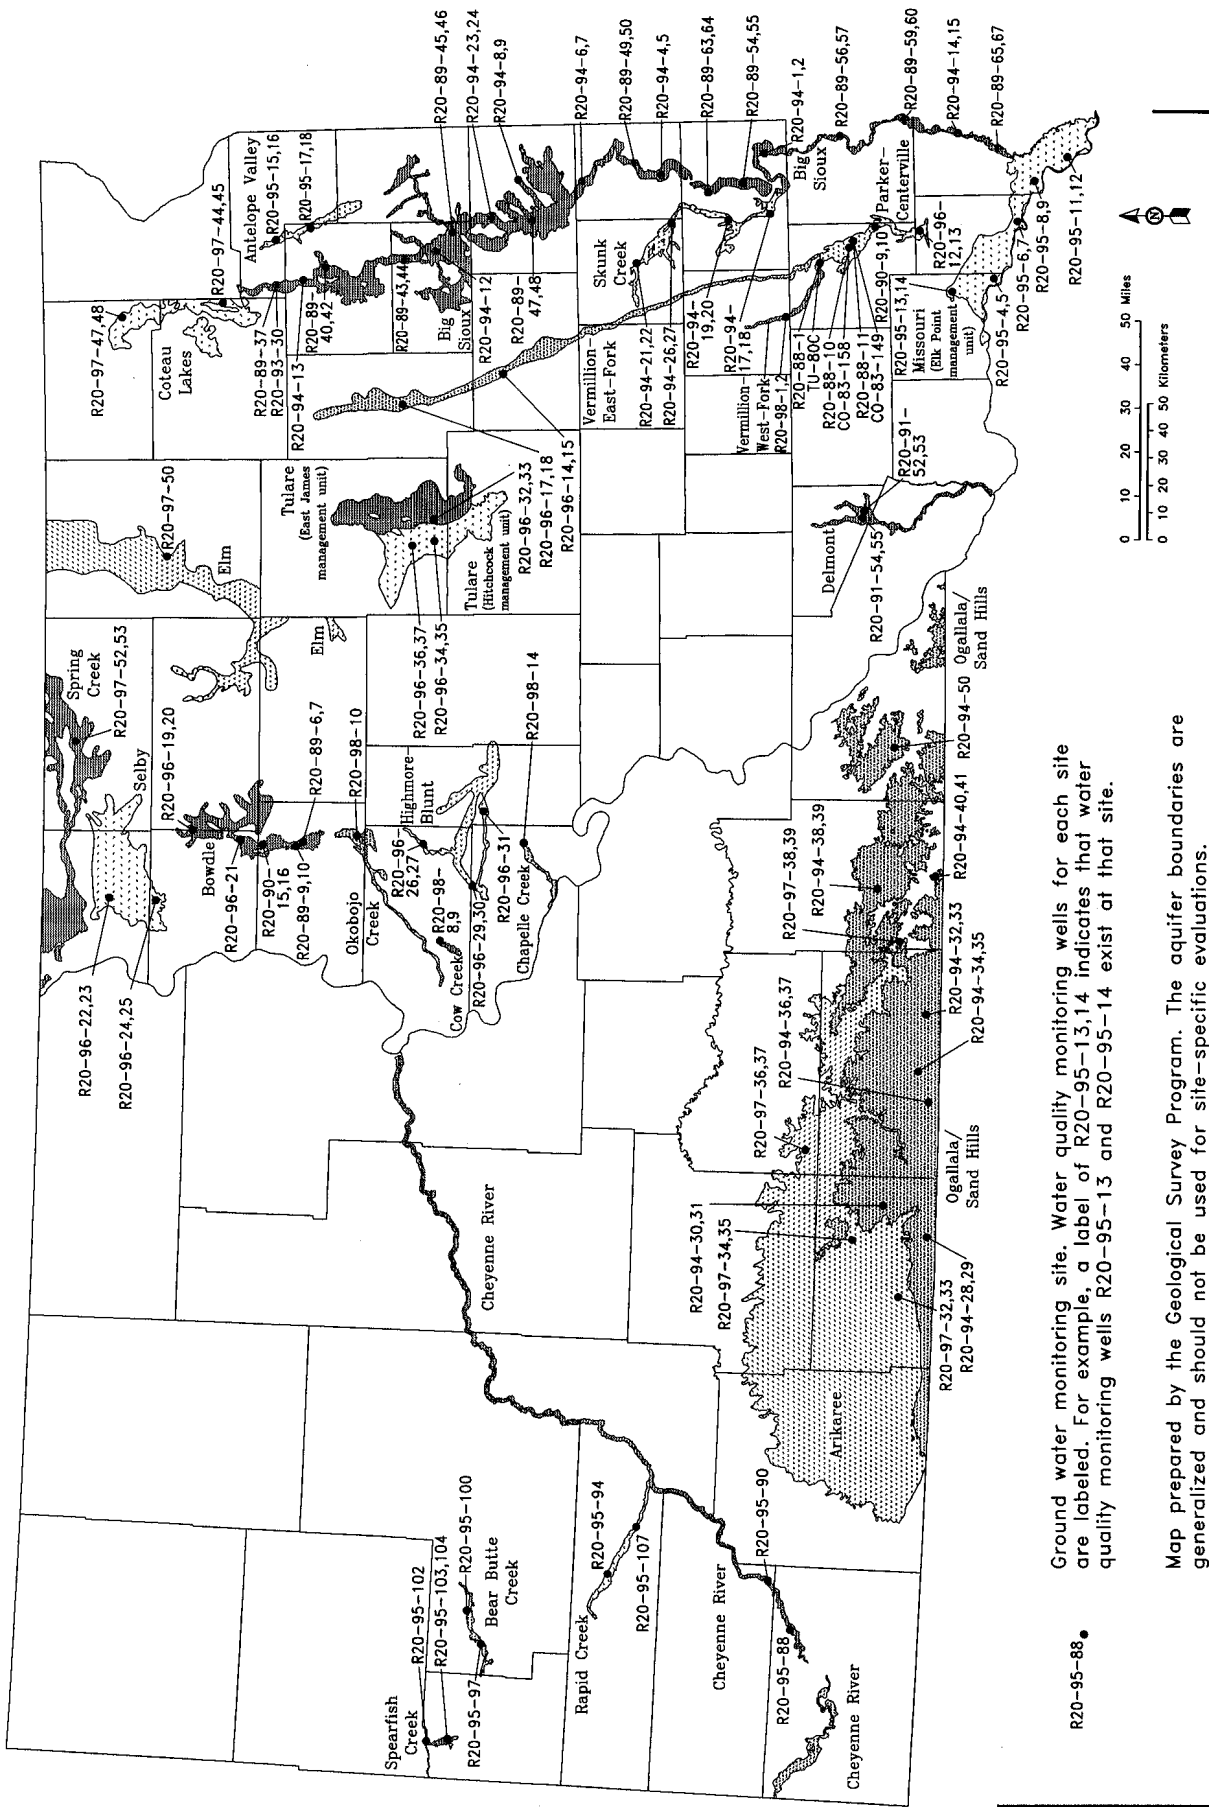 Spearfish
Creek
R20-95-102
R20-95-103,104
R20-95-97
R20-95-100
Bear Butte
Creek
Rapid Creek
R20-95-94
R20-95-107
Cheyenne River
R20-95-90
R20-95-88
Cheyenne River
Cheyenne River
R20-96-22,23
R20-96-24,25
Spring
Creek
R20-97-52,53
Selby
R20-96-19,20
Bowdle
R20-96-21
R20-90-
15,16
R20-89-9,10
R20-89-6,7
R20-98-10
Okobojo
Creek
R20-96-
26,27
Highmore-
Blunt
R20-98-
8,9
Cow Creek
R20-96-29,30
R20-96-31
Chapelle Creek
R20-98-14
R20-97-50
Elm
Elm
Tulare
(East James
management unit)
R20-96-36,37
R20-96-34,35
Tulare
(Hitchcock
management unit)
R20-96-32,33
R20-96-17,18
R20-96-14,15
R20-97-47,48
Coteau
Lakes
R20-97-44,45
Antelope Valley
R20-95-15,16
R20-95-17,18
R20-89-37
R20-93-30
R20-94-13
R20-89-
40,42
R20-89-43,44
Big
Sioux
R20-94-12
R20-89-
47,48
R20-89-45,46
R20-94-23,24
R20-94-8,9
R20-94-6,7
R20-89-49,50
R20-94-4,5
R20-89-63,64
R20-89-54,55
R20-94-1,2
Big
Sioux
R20-89-56,57
R20-89-59,60
R20-94-14,15
R20-89-65,67
Vermillion-
East-Fork
Skunk
Creek
R20-94-21,22
R20-94-26,27
R20-94-
19,20
R20-94-
17,18
Vermillion-
West-Fork
R20-98-1,2
R20-88-1
TU-80C
R20-88-10
CO-83-158
R20-88-11
CO-83-149
R20-90-9,10
Parker-
Centerville
R20-96-
12,13
R20-95-13,14
Missouri
(Elk Point
management
unit)
R20-95-4,5
R20-95-6,7
R20-95-8,9
R20-95-11,12
Delmont
R20-91-
52,53
R20-91-54,55
Ogallala/
Sand Hills
R20-94-50
R20-94-40,41
R20-94-38,39
R20-97-38,39
R20-94-32,33
R20-94-34,35
R20-94-36,37
R20-97-36,37
Ogallala/
Sand Hills
R20-94-30,31
R20-97-34,35
R20-97-32,33
R20-94-28,29
Arikaree
0 10 20 30 40 50 Miles
0 10 20 30 40 50 Kilometers
N
R20-95-88
Ground water monitoring site. Water quality monitoring wells for each site
are labeled. For example, a label of R20-95-13,14 indicates that water
quality monitoring wells R20-95-13 and R20-95-14 exist at that site.
Map prepared by the Geological Survey Program. The aquifer boundaries are
generalized and should not be used for site-specific evaluations.